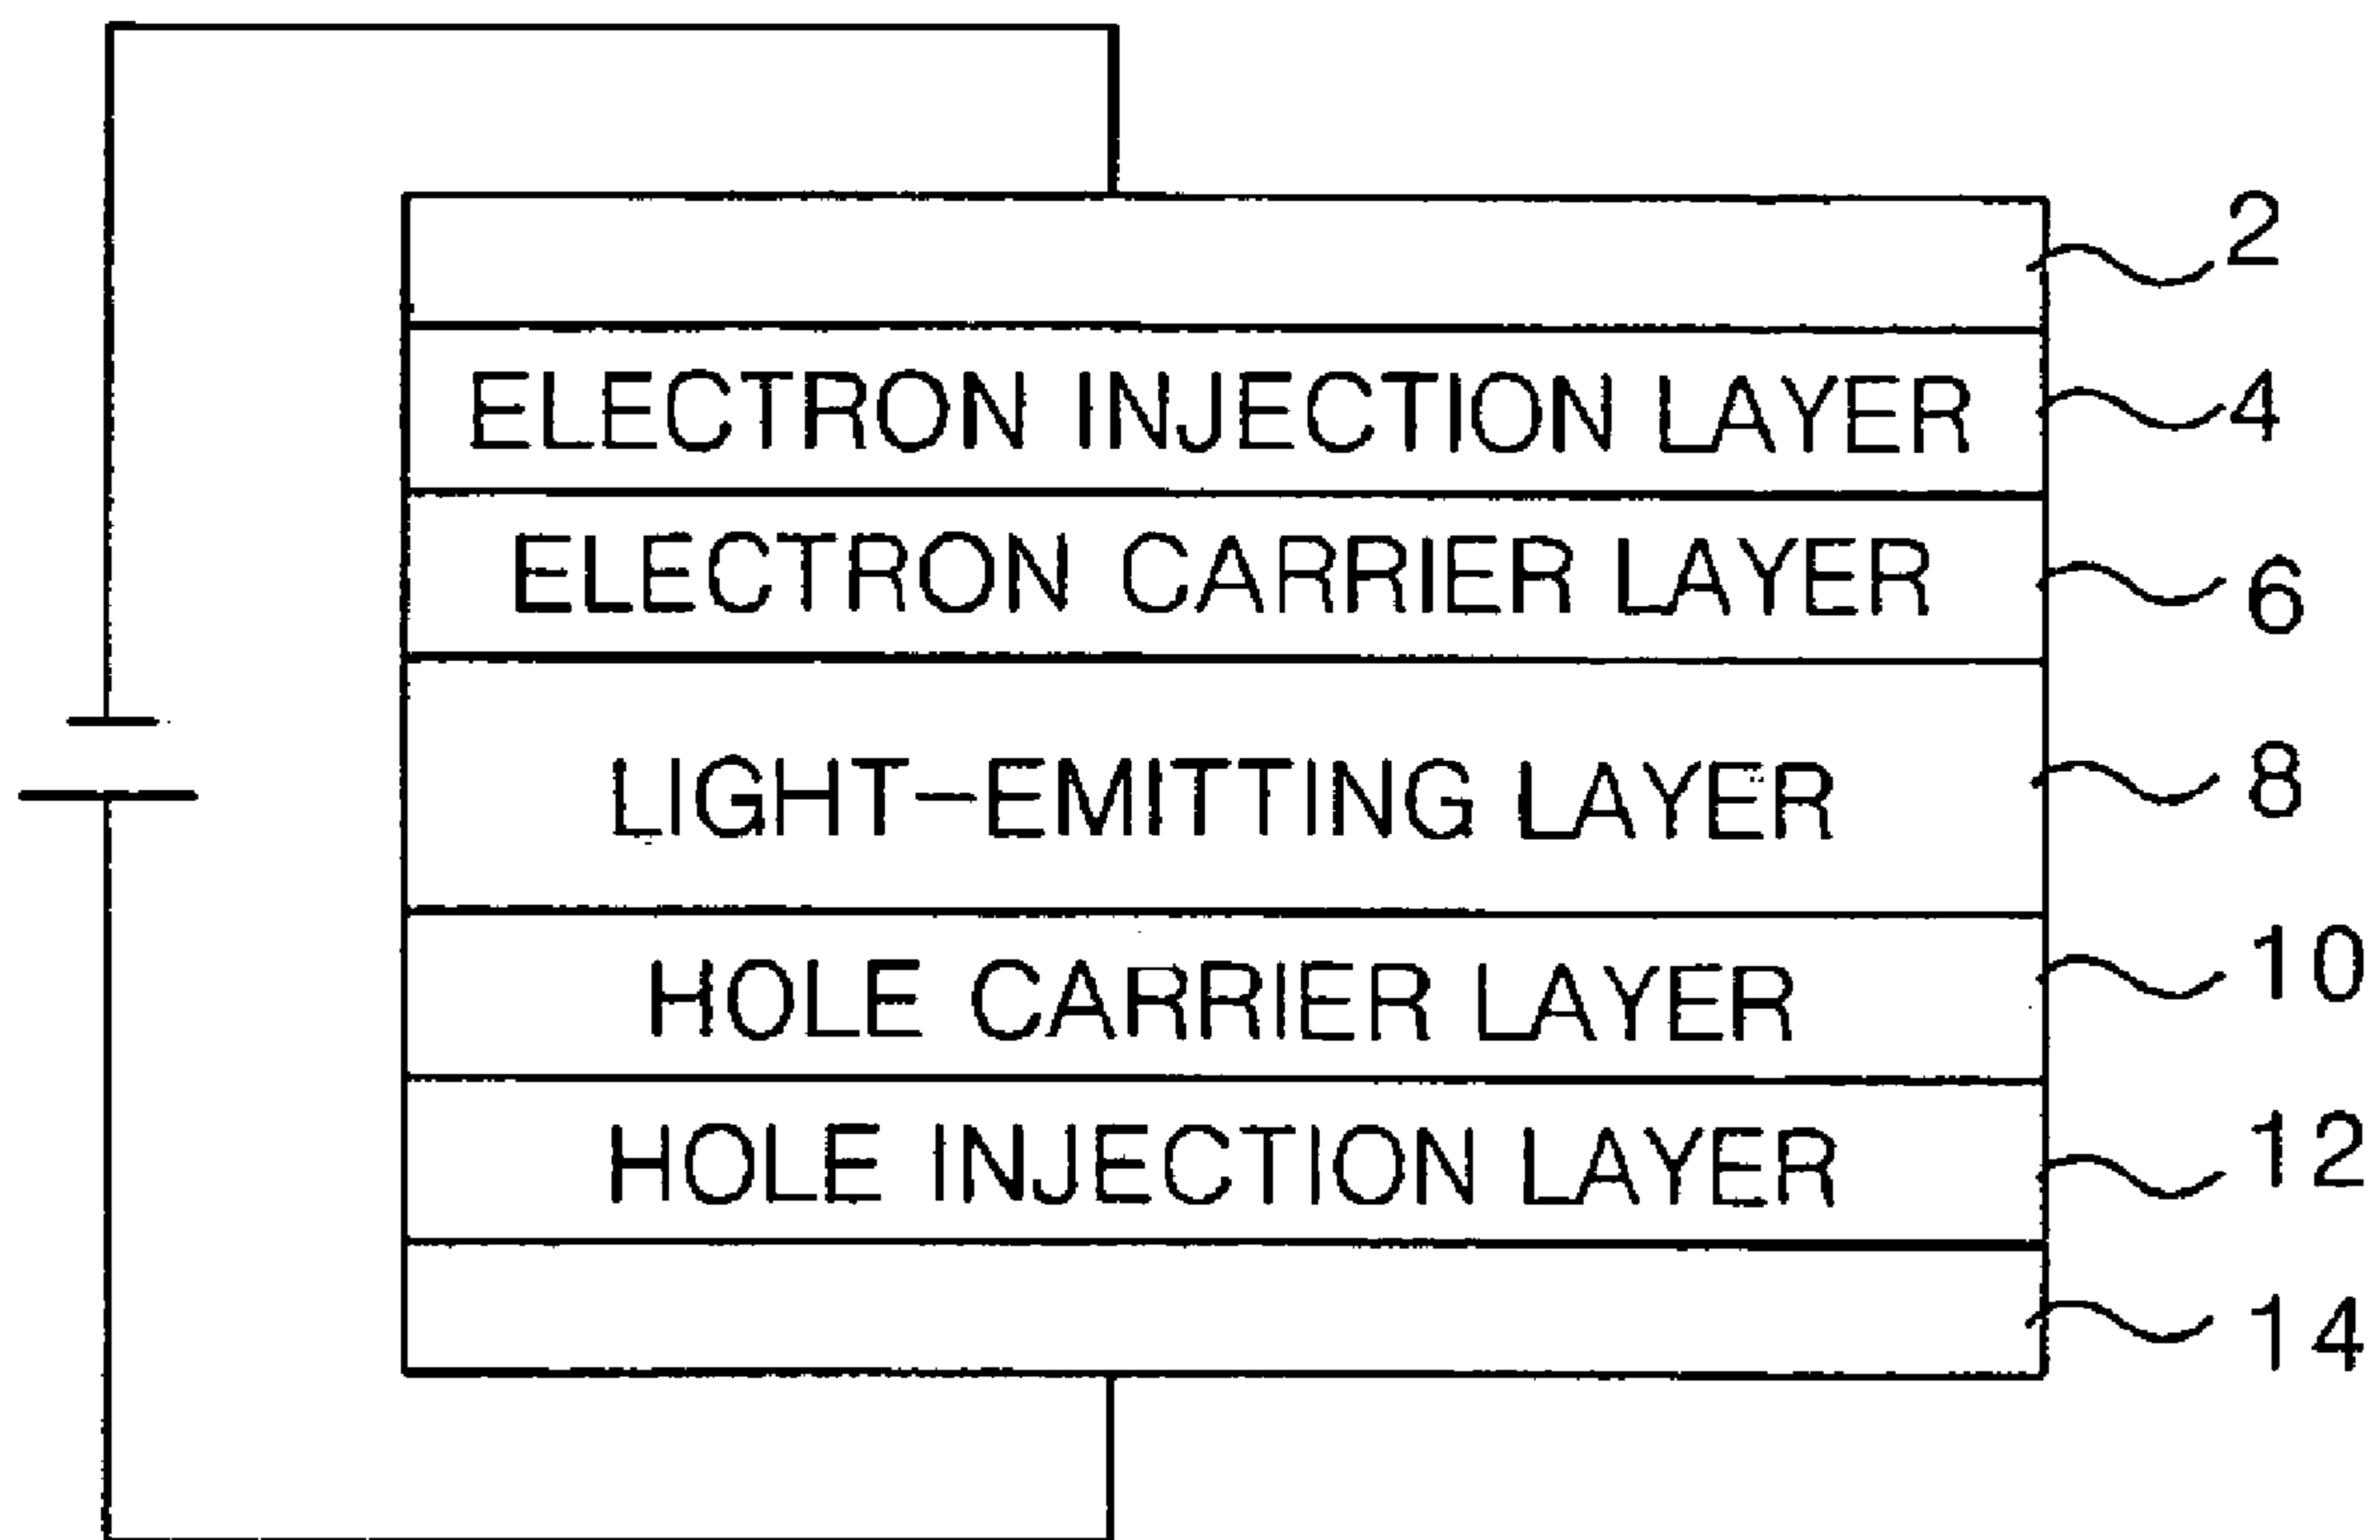 2
ELECTRON INJECTION LAYER 4
ELECTRON CARRIER LAYER 6
LIGHT-EMITTING LAYER 8
HOLE CARRIER LAYER 10
HOLE INJECTION LAYER 12
14